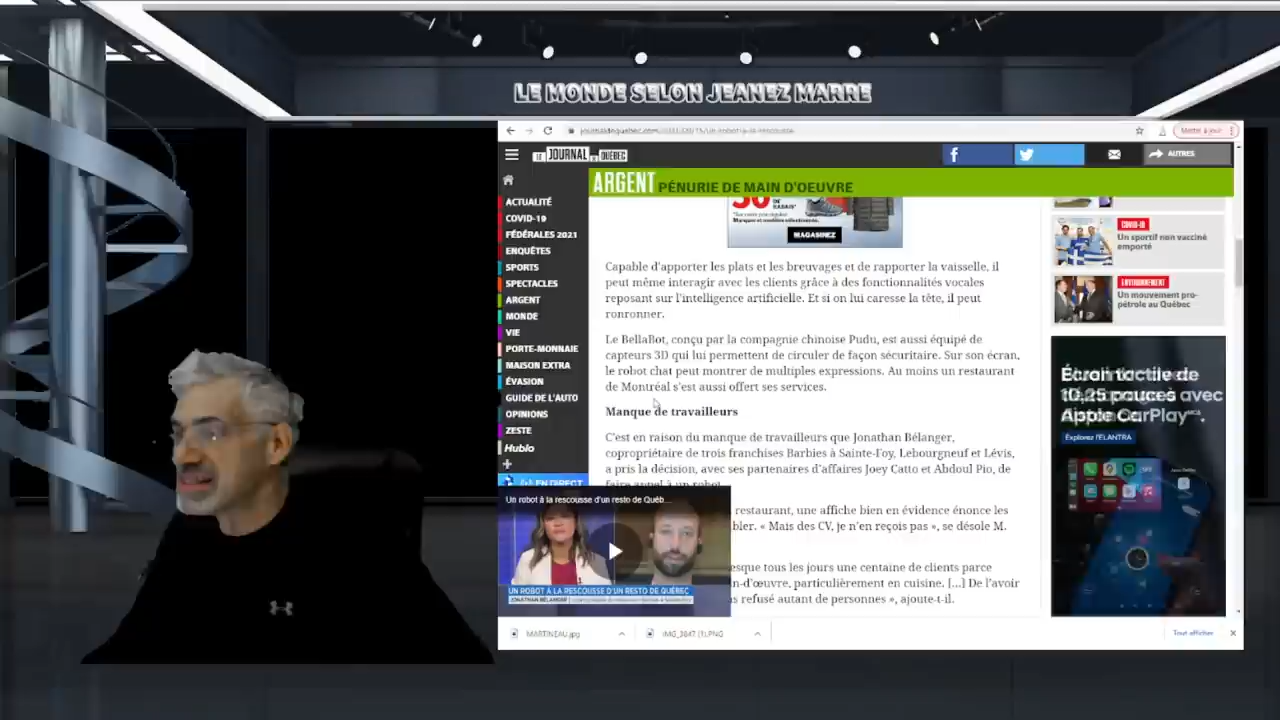 LE MONDE SELON JEANEZ MARRE
Mettre à jour
LE JOURNAL DE QUÉBEC
AUTRES
ARGENT PÉNURIE DE MAIN D'OEUVRE
ACTUALITÉ
COVID-19
FÉDÉRALES 2021
ENQUÊTES
SPORTS
SPECTACLES
ARGENT
MONDE
VIE
PORTE-MONNAIE
MAISON EXTRA
ÉVASION
GUIDE DE L'AUTO
OPINIONS
ZESTE
Hublo
EN DIRECT
DE RABAIS*
MAGASINEZ
Capable d'apporter les plats et les breuvages et de rapporter la vaisselle, il
peut même interagir avec les clients grâce à des fonctionnalités vocales
reposant sur l'intelligence artificielle. Et si on lui caresse la tête, il peut
ronronner.
Le BellaBot, conçu par la compagnie chinoise Pudu, est aussi équipé de
capteurs 3D qui lui permettent de circuler de façon sécuritaire. Sur son écran,
le robot chat peut montrer de multiples expressions. Au moins un restaurant
de Montréal s'est aussi offert ses services.
Manque de travailleurs
C'est en raison du manque de travailleurs que Jonathan Bélanger,
copropriétaire de trois franchises Barbies à Sainte-Foy, Lebourgneuf et Lévis,
a pris la décision, avec ses partenaires d'affaires Joey Catto et Abdoul Pio, de
faire appel à un robot.
restaurant, une affiche bien en évidence énonce les
bler. « Mais des CV, je n'en reçois pas », se désole M.
esque tous les jours une centaine de clients parce
in-d'œuvre, particulièrement en cuisine. [...] De l'avoir
s refusé autant de personnes », ajoute-t-il.
Un robot à la rescousse d'un resto de Québ...
UN ROBOT À LA RESCOUSSE D'UN RESTO DE QUÉBEC
JONATHAN BÉLANGER
COVID-19
Un sportif non vacciné
emporté
ENVIRONNEMENT
Un mouvement pro-
pétrole au Québec
Écran tactile de
10,25 pouces avec
Apple CarPlay
Explorez l'ELANTRA
MARTINEAU.jpg
IMG_3847 (1).PNG
Tout afficher